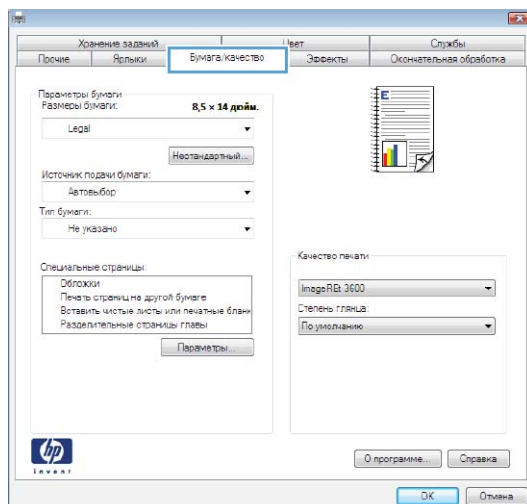 Хранение заданий
Цвет
Службы
Прочие
Ярлыки
Бумага/качество
Эффекты
Окончательная обработка
Параметры бумаги
Размеры бумаги: 8,5 × 14 дюйм.
Legal
Нестандартный...
Источник подачи бумаги:
Автовыбор
Тип бумаги:
Не указано
Специальные страницы:
Обложки
Печать страниц на другой бумаге
Вставить чистые листы или печатные бланк
Разделительные страницы главы
Параметры...
E
Качество печати
ImageREt 3600
Степень глянца:
По умолчанию
hp
invent
О программе...
Справка
OK
Отмена